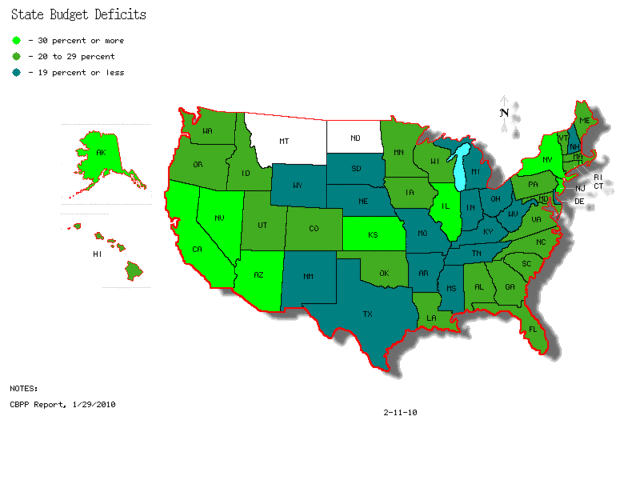 State Budget Deficits
- 30 percent or more
- 20 to 29 percent
- 19 percent or less
N
WA
MT
ND
MN
ME
VT
NH
AK
OR
ID
SD
WI
MI
NY
MA
WY
IA
PA
RI
CT
NJ
NE
IL
IN
OH
MD
DE
NV
UT
CO
KS
MO
KY
WV
VA
CA
HI
AZ
NM
OK
AR
TN
NC
SC
TX
LA
MS
AL
GA
FL
NOTES:
CBPP Report, 1/29/2010
2-11-10